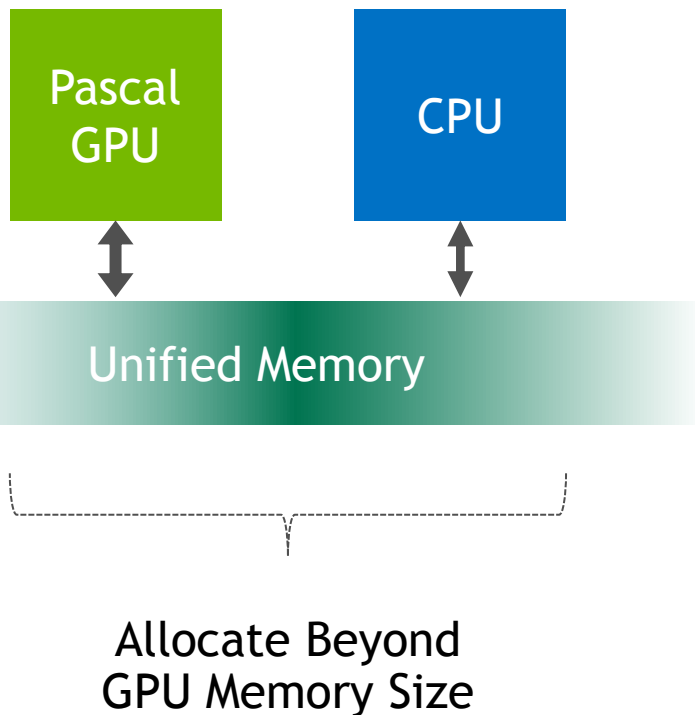 Pascal
GPU
CPU
Unified Memory
Allocate Beyond
GPU Memory Size